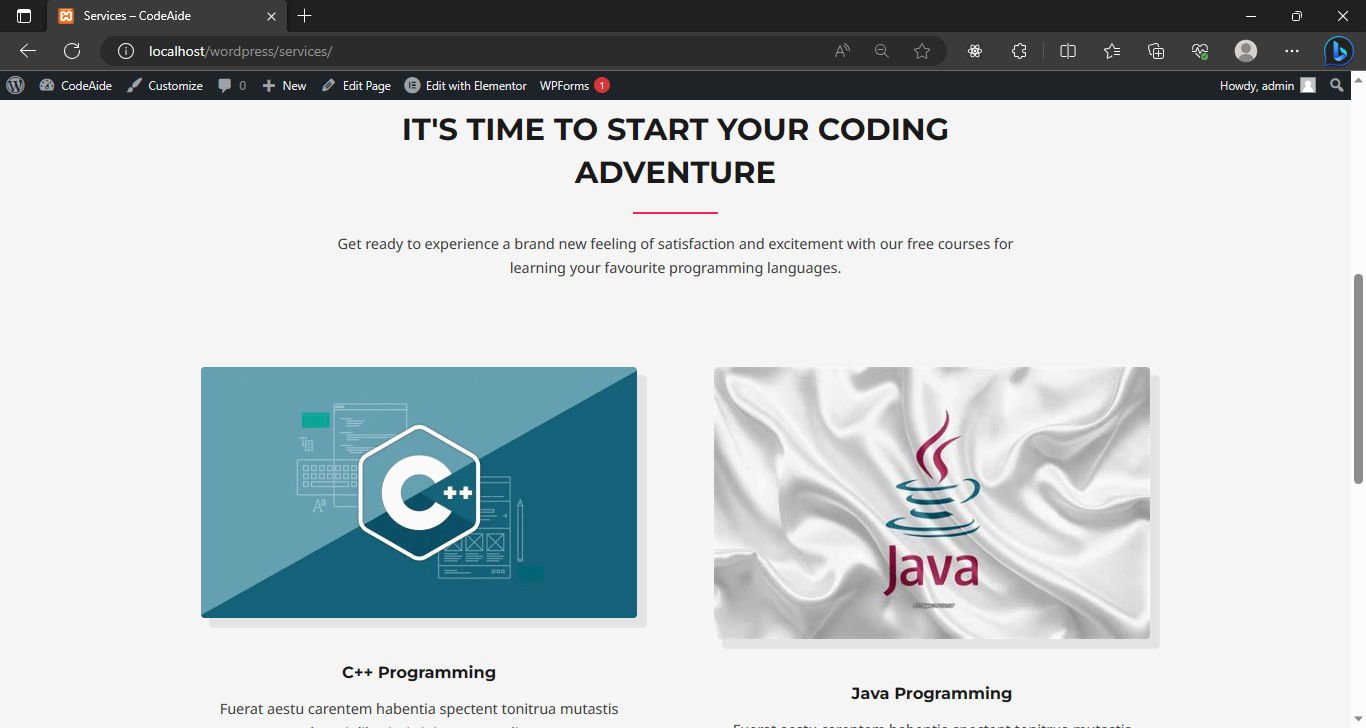 Services – CodeAide
localhost/wordpress/services/
CodeAide Customize 0 New Edit Page Edit with Elementor WPForms 1 Howdy, admin
IT'S TIME TO START YOUR CODING
ADVENTURE
Get ready to experience a brand new feeling of satisfaction and excitement with our free courses for
learning your favourite programming languages.
C++
Java
C++ Programming
Java Programming
Fuerat aestu carentem habentia spectent tonitrua mutastis